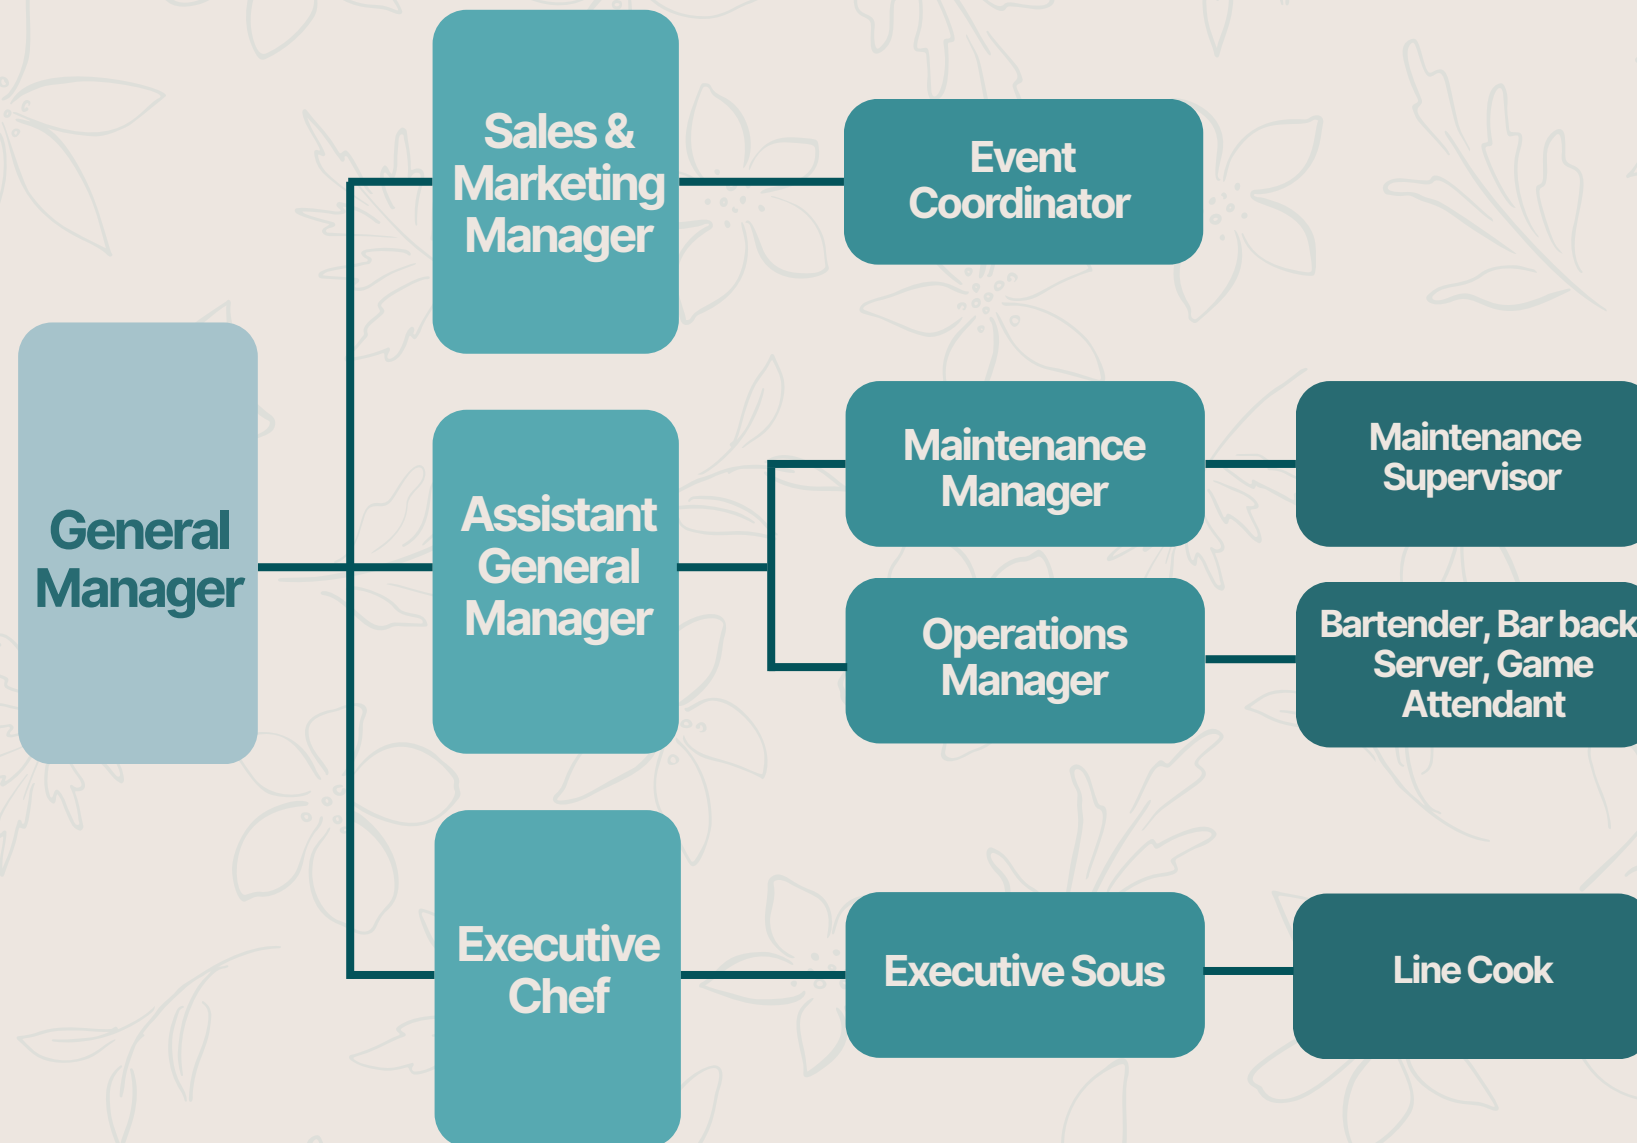 General
Manager
Sales &
Marketing
Manager
Event
Coordinator
Assistant
General
Manager
Maintenance
Manager
Maintenance
Supervisor
Operations
Manager
Bartender, Bar back
Server, Game
Attendant
Executive
Chef
Executive Sous
Line Cook